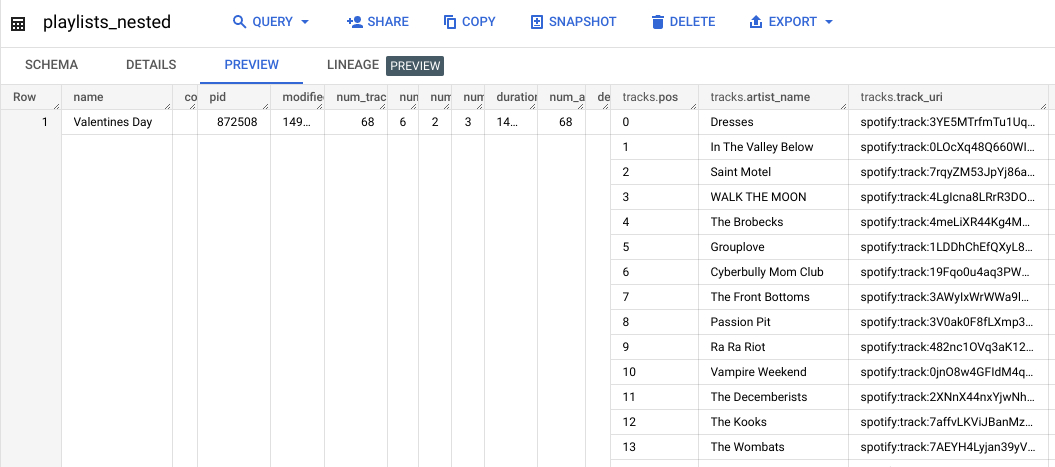 playlists_nested QUERY SHARE COPY SNAPSHOT DELETE EXPORT
SCHEMA DETAILS PREVIEW LINEAGE PREVIEW
Row name co pid modifie num_trac nun num num duration num_a de tracks.pos tracks.artist_name tracks.track_uri
1 Valentines Day 872508 149... 68 6 2 3 14... 68 0 Dresses spotify:track:3YE5MTrfmTu1Uq...
1 In The Valley Below spotify:track:0LOcXq48Q660WI...
2 Saint Motel spotify:track:7rqyZM53JpYj86a...
3 WALK THE MOON spotify:track:4LgIcna8LRrR3DO...
4 The Brobecks spotify:track:4meLiXR44Kg4M...
5 Grouplove spotify:track:1LDDhChEfQXyL8...
6 Cyberbully Mom Club spotify:track:19Fqo0u4aq3PW...
7 The Front Bottoms spotify:track:3AWyIxWrWWa9l...
8 Passion Pit spotify:track:3V0ak0F8fLXmp3...
9 Ra Ra Riot spotify:track:482nc1OVq3aK12...
10 Vampire Weekend spotify:track:0jnO8w4GFIdM4q...
11 The Decemberists spotify:track:2XNnX44nxYjwNh...
12 The Kooks spotify:track:7affvLKViJBanMz...
13 The Wombats spotify:track:7AEYH4Lyjan39yV...